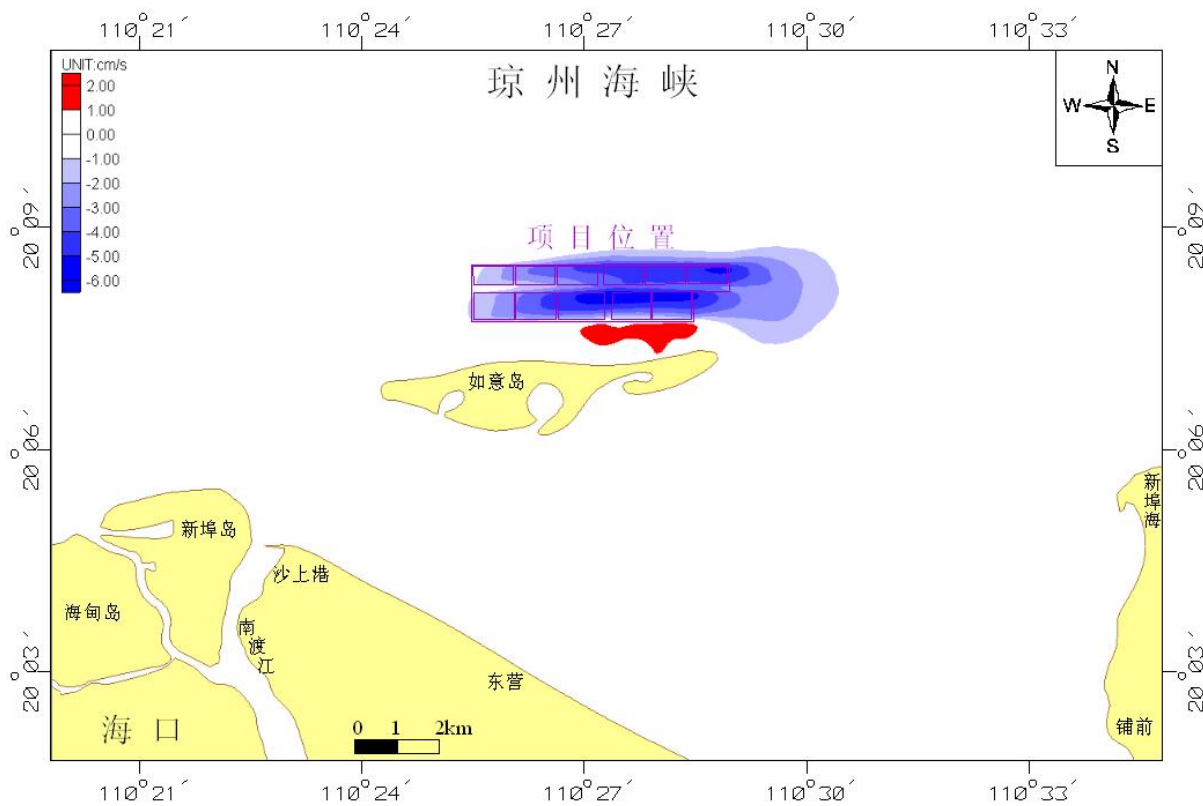 110°21′
110°24′
110°27′
110°30′
110°33′
UNIT:cm/s
2.00
1.00
0.00
-1.00
-2.00
-3.00
-4.00
-5.00
-6.00
琼州海峡
N
W E
S
20°09′
20°09′
项目位置
如意岛
20°06′
20°06′
新埠海
新埠岛
沙上港
海甸岛
南渡江
20°03′
20°03′
东营
海口
0 1 2km
铺前
110°21′
110°24′
110°27′
110°30′
110°33′